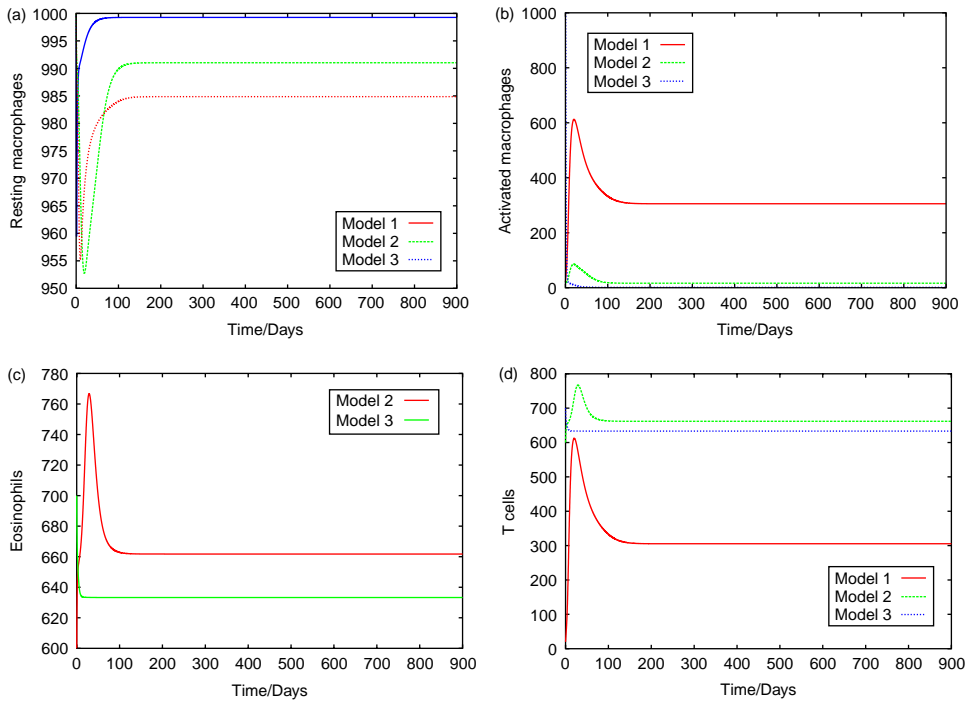 (a)
Resting macrophages
1000
995
990
985
980
975
970
965
960
955
950
Model 1
Model 2
Model 3
0 100 200 300 400 500 600 700 800 900
Time/Days
(b)
Activated macrophages
1000
800
600
400
200
0
Model 1
Model 2
Model 3
0 100 200 300 400 500 600 700 800 900
Time/Days
(c)
Eosinophils
780
760
740
720
700
680
660
640
620
600
Model 2
Model 3
0 100 200 300 400 500 600 700 800 900
Time/Days
(d)
T cells
800
700
600
500
400
300
200
100
0
Model 1
Model 2
Model 3
0 100 200 300 400 500 600 700 800 900
Time/Days